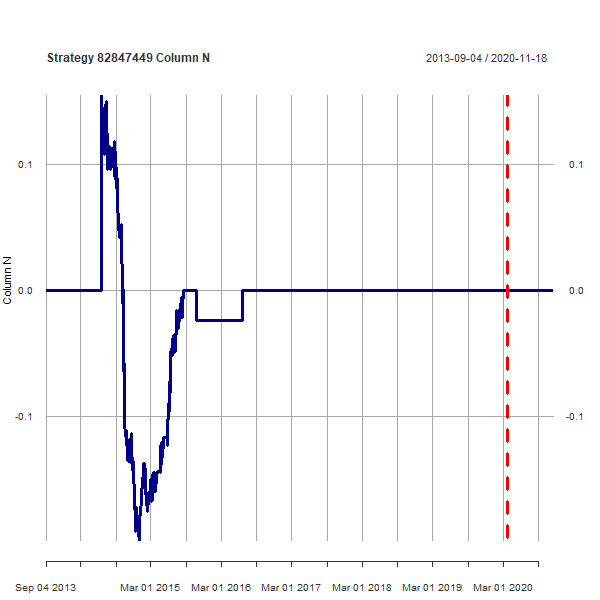 Strategy 82847449 Column N
2013-09-04 / 2020-11-18
0.1
0.1
Column N
0.0
0.0
-0.1
-0.1
Sep 04 2013
Mar 01 2015
Mar 01 2016
Mar 01 2017
Mar 01 2018
Mar 01 2019
Mar 01 2020